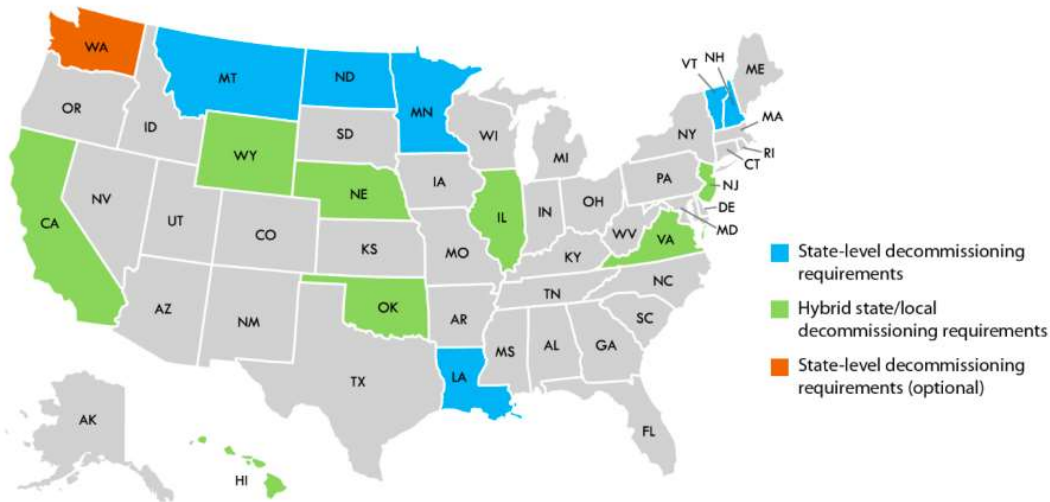 WA
MT
ND
MN
VT
NH
ME
OR
ID
SD
WI
MI
NY
MA
RI
CT
WY
IA
PA
NJ
NE
NV
UT
CO
CA
IL
IN
OH
DE
MD
WV
VA
KS
MO
KY
AZ
NM
OK
AR
TN
NC
SC
TX
LA
MS
AL
GA
FL
AK
HI
State-level decommissioning
requirements
Hybrid state/local
decommissioning requirements
State-level decommissioning
requirements (optional)